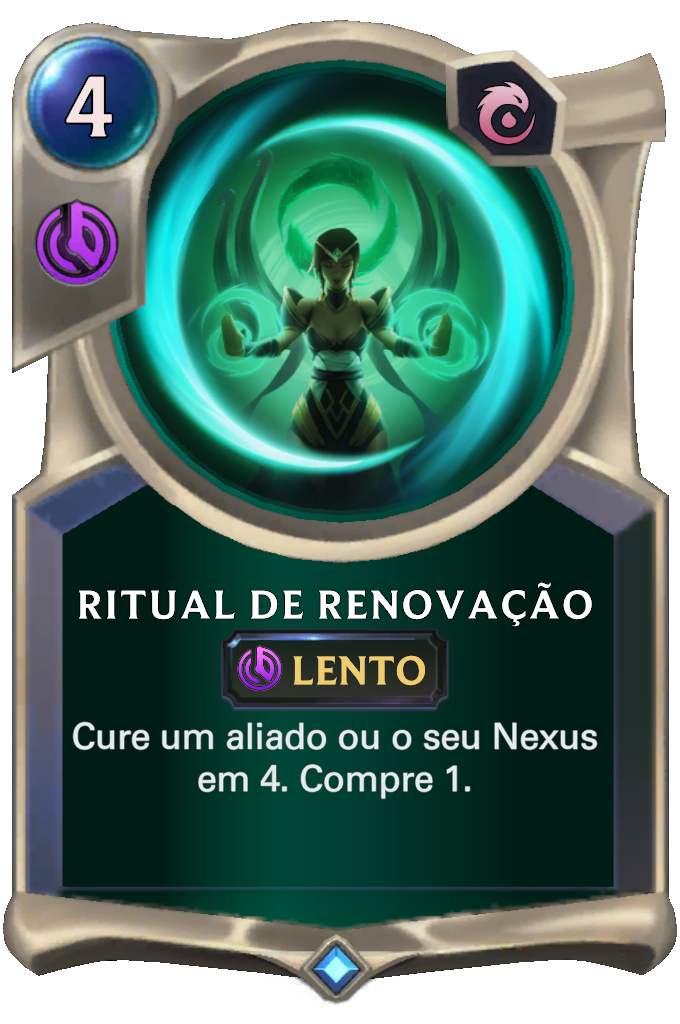 4
RITUAL DE RENOVAÇÃO
LENTO
Cure um aliado ou o seu Nexus
em 4. Compre 1.